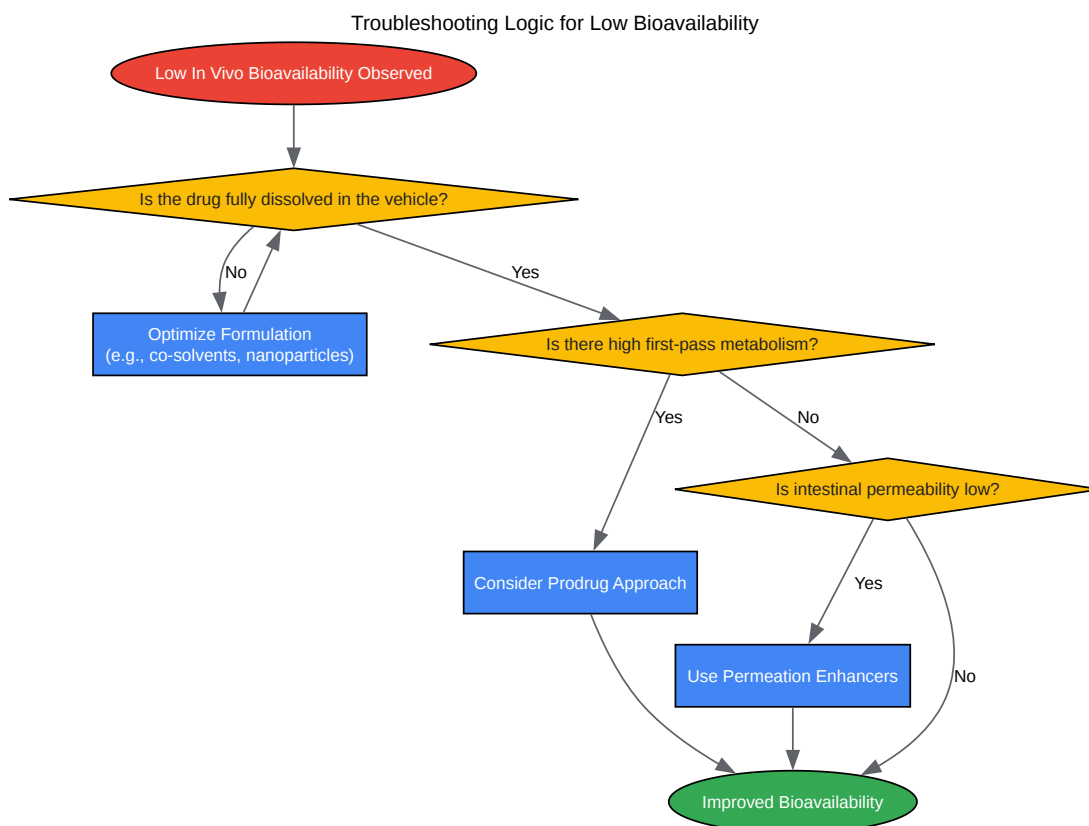 Troubleshooting Logic for Low Bioavailability
Low In Vivo Bioavailability Observed
Is the drug fully dissolved in the vehicle?
No
Yes
Optimize Formulation
(e.g., co-solvents, nanoparticles)
Is there high first-pass metabolism?
Yes
No
Is intestinal permeability low?
Consider Prodrug Approach
Yes
Use Permeation Enhancers
No
Improved Bioavailability